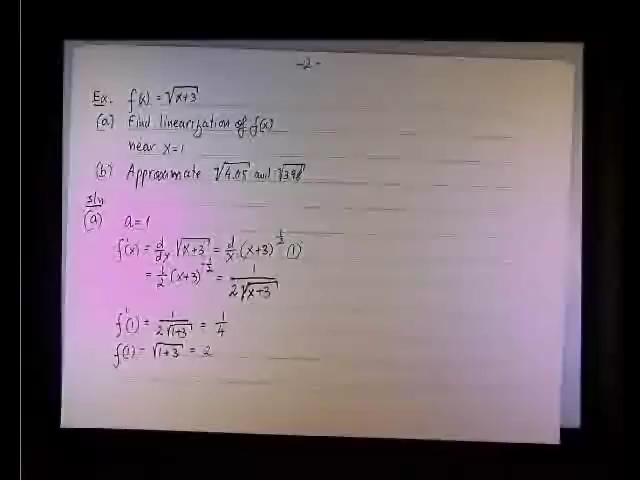 -2-
Ex. f(x) = √x+3
(a) Find linearization of f(x)
near x=1
(b) Approximate √4.05 and √3.98
sln
(a) a=1
f'(x) = d/dx √x+3 = d/x (x+3)^1/2 (1)
= 1/2 (x+3)^-1/2 = 1/2√x+3
f'(1) = 1/2√1+3 = 1/4
f(1) = √1+3 = 2